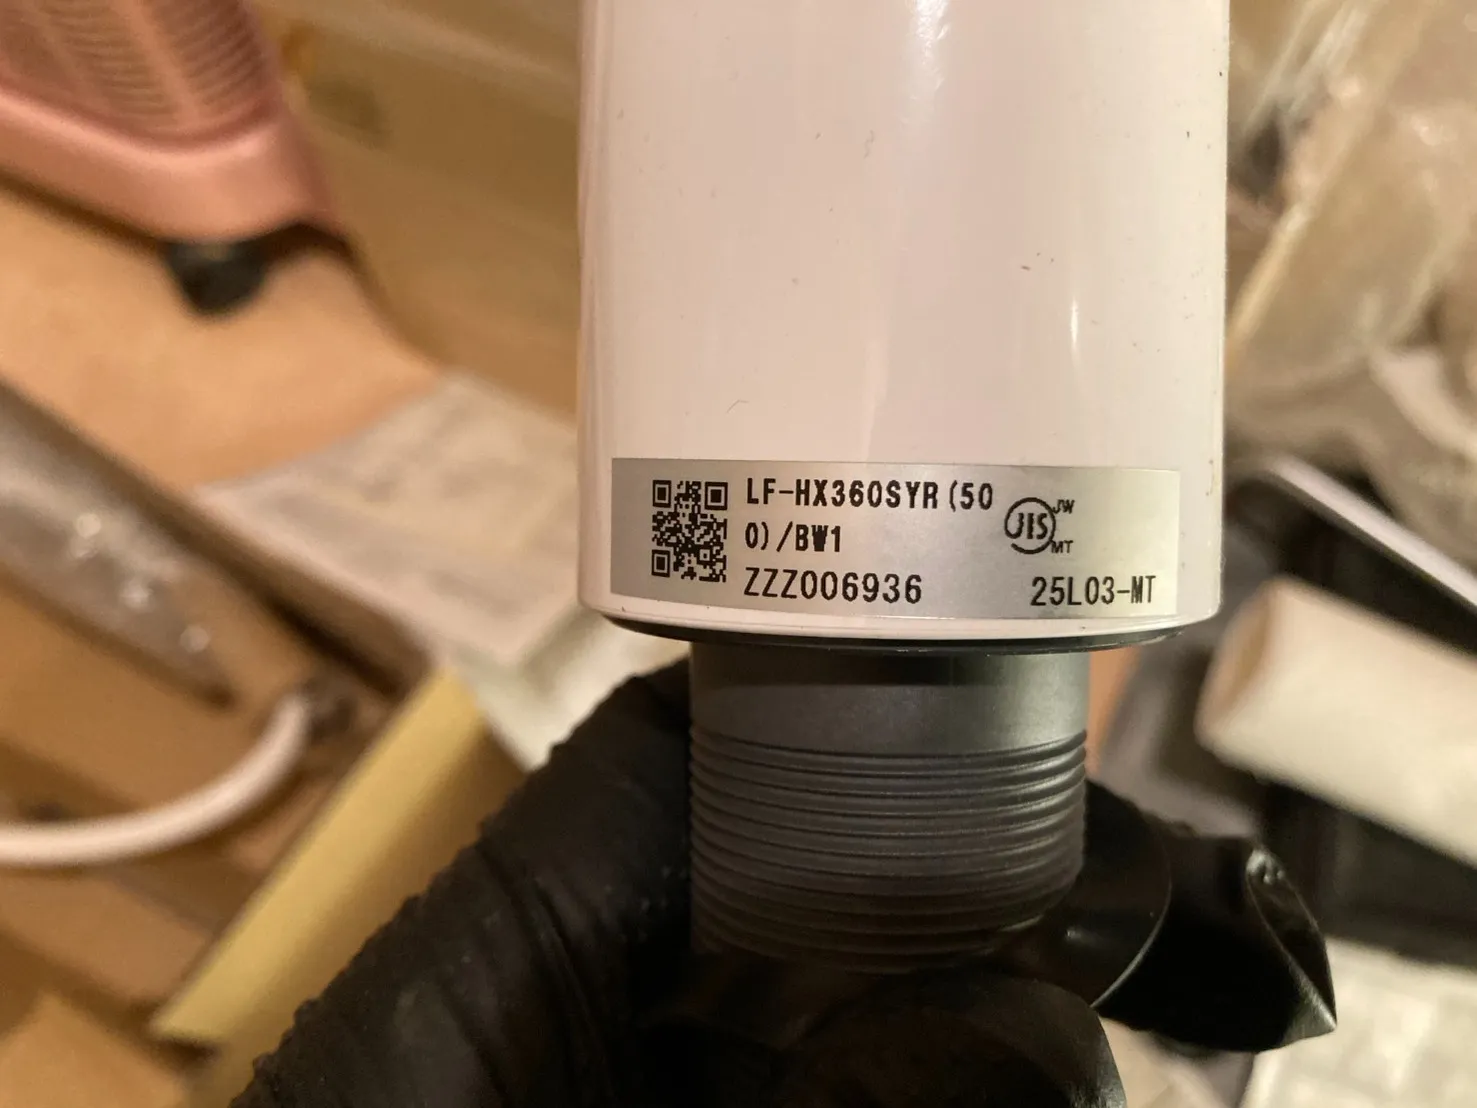 LF-HX360SYR(50
0)/BW1
ZZZ006936
JIS
JW
MT
25L03-MT